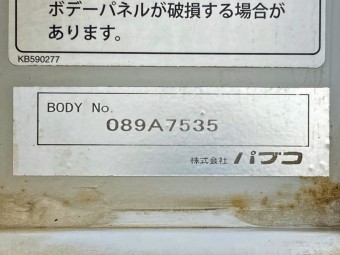 ボデーパネルが破損する場合が
あります。
KB590277
BODY No.
089A7535
株式会社 パブコ